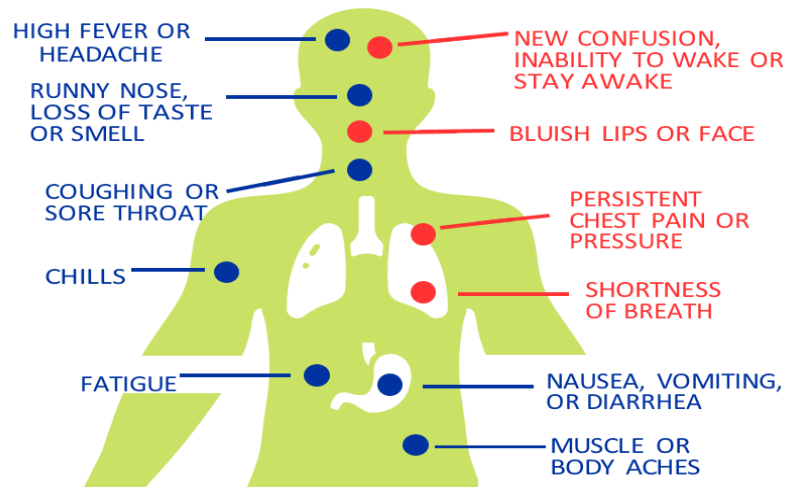 HIGH FEVER OR
HEADACHE
RUNNY NOSE,
LOSS OF TASTE
OR SMELL
COUGHING OR
SORE THROAT
CHILLS
FATIGUE
NEW CONFUSION,
INABILITY TO WAKE OR
STAY AWAKE
BLUISH LIPS OR FACE
PERSISTENT
CHEST PAIN OR
PRESSURE
SHORTNESS
OF BREATH
NAUSEA, VOMITING,
OR DIARRHEA
MUSCLE OR
BODY ACHES